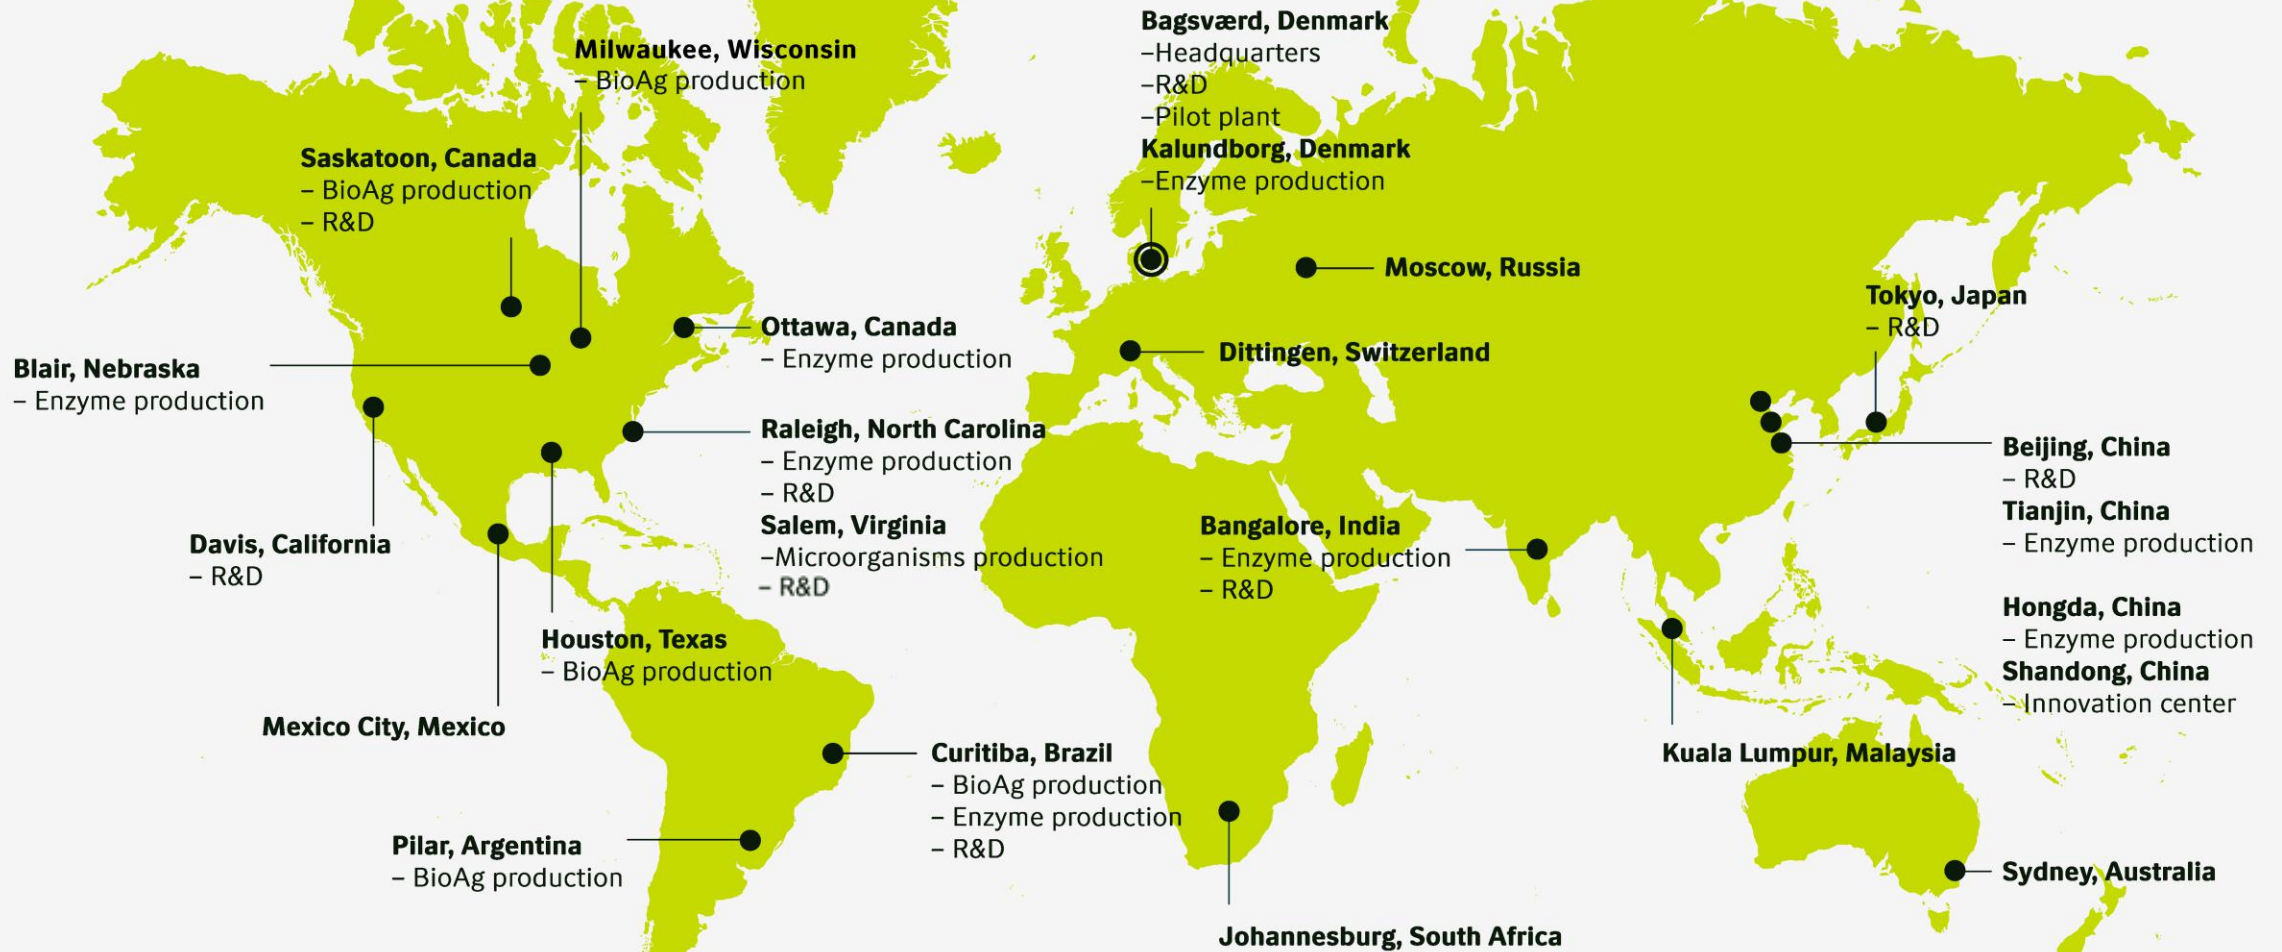 Milwaukee, Wisconsin
– BioAg production
Saskatoon, Canada
– BioAg production
– R&D
Blair, Nebraska
– Enzyme production
Davis, California
– R&D
Mexico City, Mexico
Houston, Texas
– BioAg production
Ottawa, Canada
– Enzyme production
Raleigh, North Carolina
– Enzyme production
– R&D
Salem, Virginia
–Microorganisms production
– R&D
Curitiba, Brazil
– BioAg production
– Enzyme production
– R&D
Pilar, Argentina
– BioAg production
Bagsværd, Denmark
–Headquarters
–R&D
–Pilot plant
Kalundborg, Denmark
–Enzyme production
Moscow, Russia
Dittingen, Switzerland
Bangalore, India
– Enzyme production
– R&D
Johannesburg, South Africa
Tokyo, Japan
– R&D
Beijing, China
– R&D
Tianjin, China
– Enzyme production
Hongda, China
– Enzyme production
Shandong, China
– Innovation center
Kuala Lumpur, Malaysia
Sydney, Australia